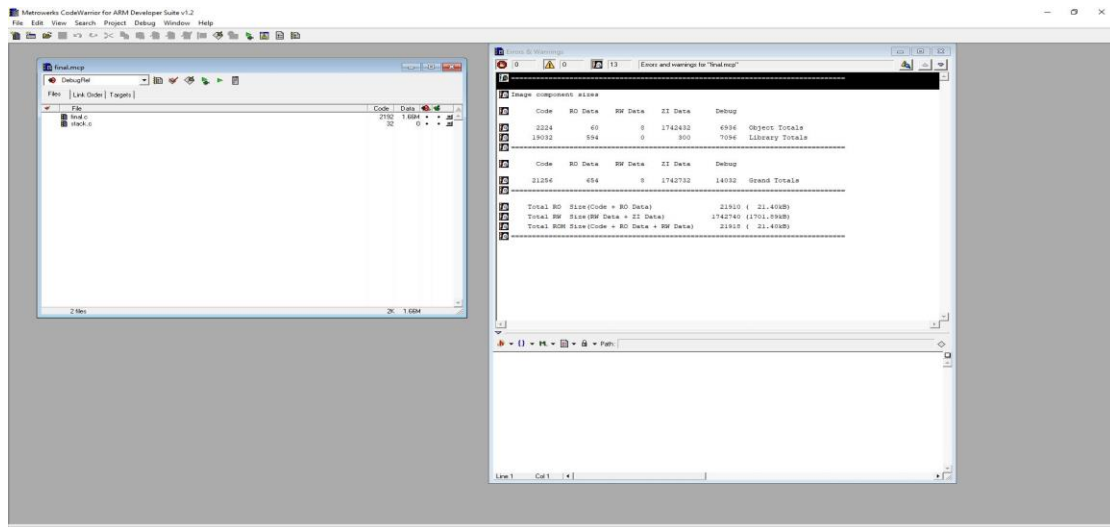 Metrowerks CodeWarrior for ARM Developer Suite v1.2
File Edit View Search Project Debug Window Help
final.mcp
DebugRel
Files Link Order Targets
File Code Data
final.c 2192 1.66M
stack.c 32 0
2 files 2K 1.66M
Errors & Warnings
0 0 13 Errors and warnings for "final.mcp"
Image component sizes
Code RO Data RW Data ZI Data Debug
2224 60 8 1742432 6936 Object Totals
19032 594 0 300 7096 Library Totals
Code RO Data RW Data ZI Data Debug
21256 654 8 1742732 14032 Grand Totals
Total RO Size(Code + RO Data) 21910 ( 21.40kB)
Total RW Size(RW Data + ZI Data) 1742740 (1701.89kB)
Total ROM Size(Code + RO Data + RW Data) 21918 ( 21.40kB)
Path:
Line 1 Col 1